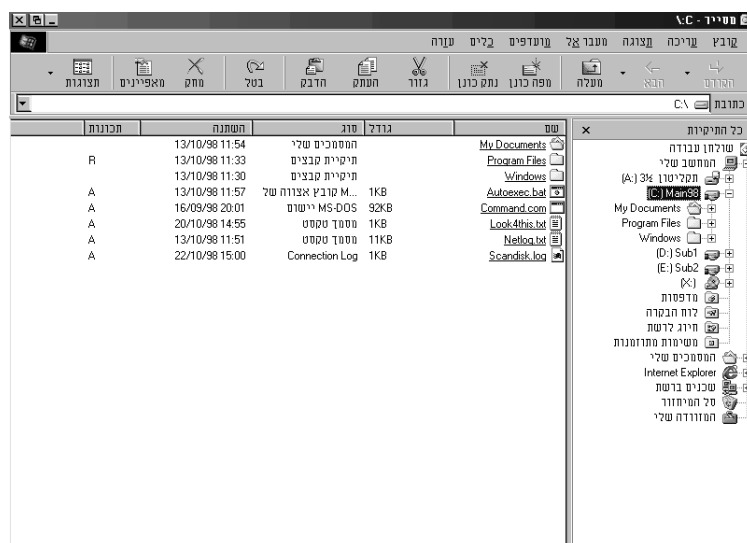 סייר - C:\
קובץ עריכה תצוגה מעבר אל מועדפים כלים עזרה
הקודם הבא מעלה מפה כונן נתק כונן גזור העתק הדבק בטל מחק מאפיינים תצוגות
כתובת C:\
כל התיקיות
שולחן עבודה
המחשב שלי
תקליטון 3½ (A:)
Main98 (C:)
My Documents
Program Files
Windows
Sub1 (D:)
Sub2 (E:)
(X:)
מדפסות
לוח הבקרה
חיוג לרשת
משימות מתוזמנות
המסמכים שלי
Internet Explorer
שכנים ברשת
סל המיחזור
המזוודה שלי
שם גודל סוג השתנה תכונות
My Documents המסמכים שלי 13/10/98 11:54
Program Files תיקיית קבצים 13/10/98 11:33 R
Windows תיקיית קבצים 13/10/98 11:30
Autoexec.bat 1KB קובץ אצווה של M... 13/10/98 11:57 A
Command.com 92KB יישום MS-DOS 16/09/98 20:01 A
Look4this.txt 1KB מסמך טקסט 20/10/98 14:55 A
Netlog.txt 11KB מסמך טקסט 13/10/98 11:51 A
Scandisk.log 1KB Connection Log 22/10/98 15:00 A